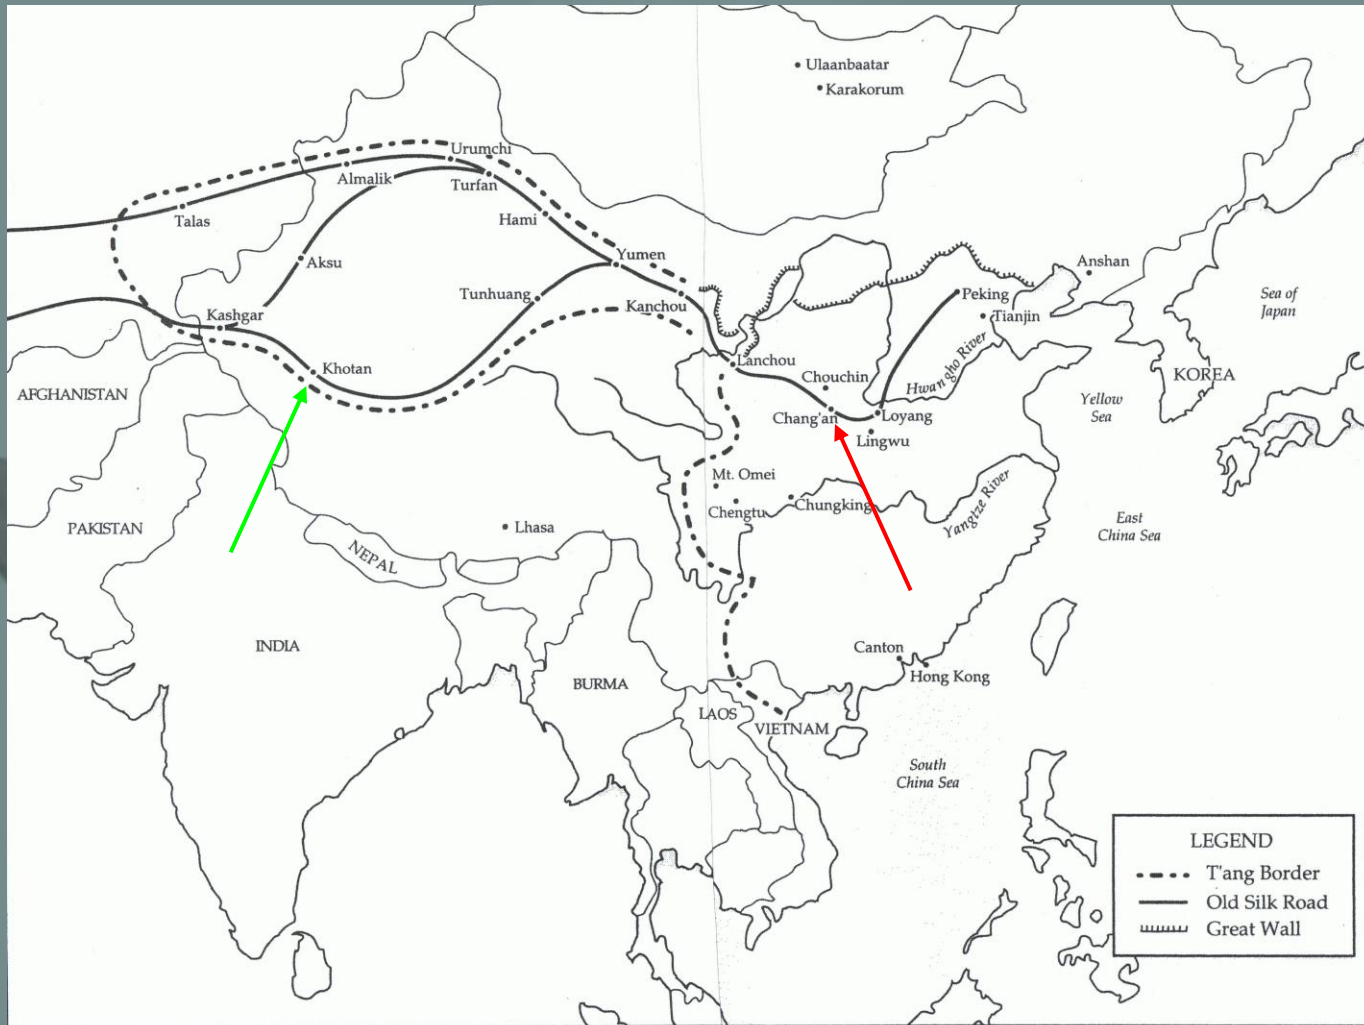 Ulaanbaatar
Karakorum
Urumchi
Almalik
Turfan
Talas
Hami
Yumen
Aksu
Anshan
Tunhuang
Kanchou
Peking
Sea of
Japan
Kashgar
Tianjin
Lanchou
Hwangho River
Khotan
KOREA
Chouchin
AFGHANISTAN
Yellow
Sea
Chang'an
Loyang
Lingwu
Mt. Omei
Chengtu
Chungking
Yangtze River
East
China Sea
PAKISTAN
Lhasa
NEPAL
INDIA
Canton
Hong Kong
BURMA
LAOS
VIETNAM
South
China Sea
LEGEND
T'ang Border
Old Silk Road
Great Wall